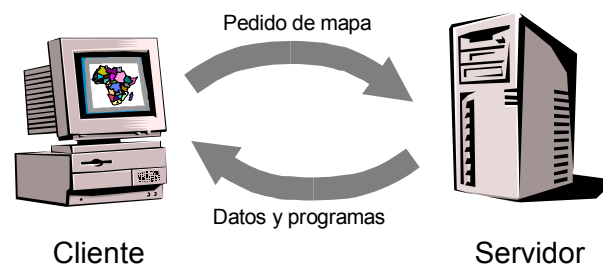 Pedido de mapa
Datos y programas
Cliente
Servidor